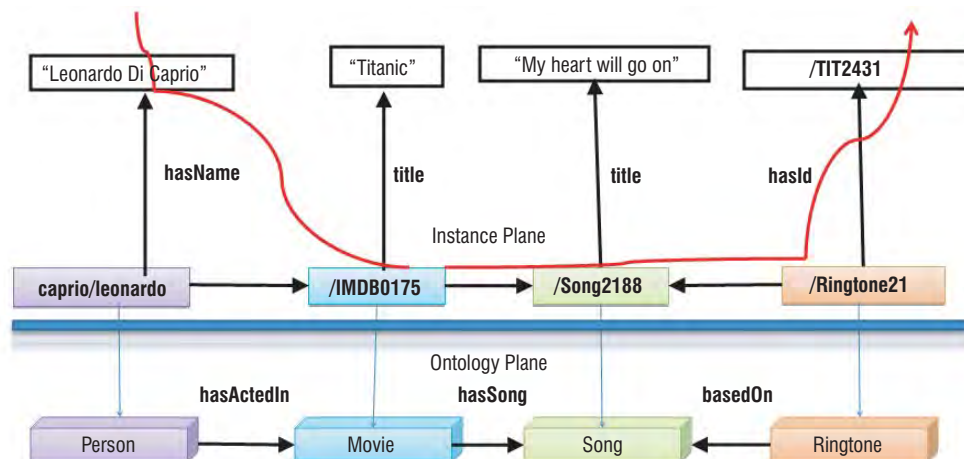 “Leonardo Di Caprio”
“Titanic”
“My heart will go on”
/TIT2431
hasName
title
title
hasId
Instance Plane
caprio/leonardo
/IMDB0175
/Song2188
/Ringtone21
Ontology Plane
hasActedIn
hasSong
basedOn
Person
Movie
Song
Ringtone